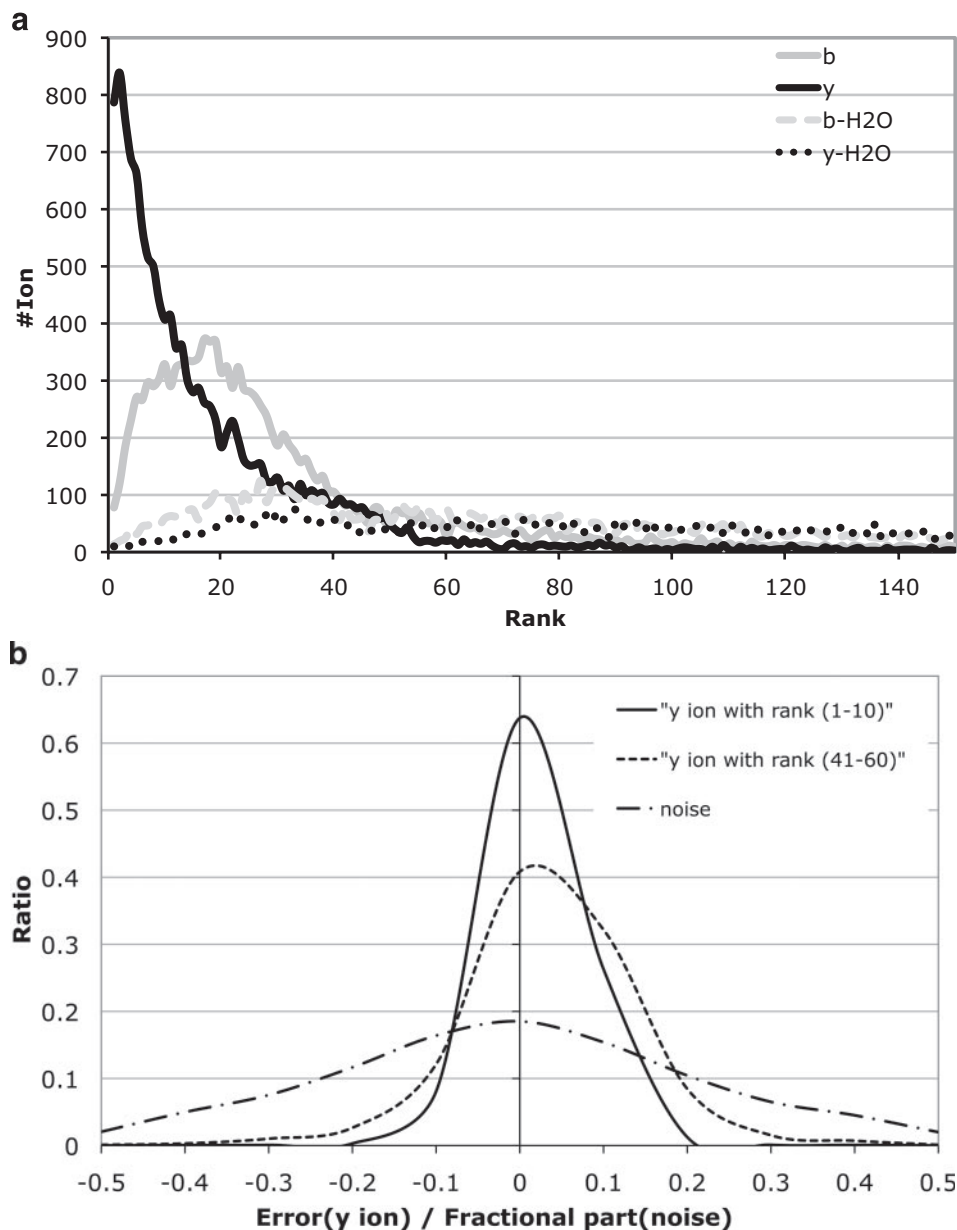 a
900
800
700
600
500
400
300
200
100
0
#Ion
b
y
b-H2O
y-H2O
0 20 40 60 80 100 120 140
Rank
b
0.7
0.6
0.5
0.4
0.3
0.2
0.1
0
Ratio
"y ion with rank (1-10)"
"y ion with rank (41-60)"
noise
-0.5 -0.4 -0.3 -0.2 -0.1 0 0.1 0.2 0.3 0.4 0.5
Error(y ion) / Fractional part(noise)